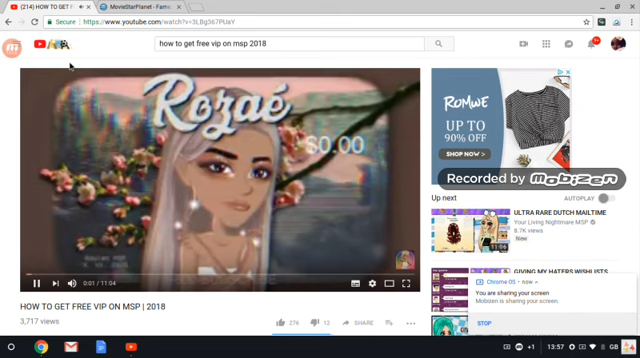 (214) HOW TO GET F
MovieStarPlanet - Fame,
Secure
https://www.youtube.com/watch?v=3LBg367PUaY
how to get free vip on msp 2018
9+
Rozaé
$0.00
ROMWE
UP TO
90% OFF
SHOP NOW >
Recorded by mobizen
Up next
AUTOPLAY
ULTRA RARE DUTCH MAILTIME
Your Living Nightmare MSP
8.7K views
New
11:06
GIVING MY HATERS WISHLISTS
0:01 / 11:04
HOW TO GET FREE VIP ON MSP | 2018
3,717 views
276
12
SHARE
Chrome OS • now
You are sharing your screen
Mobizen is sharing your screen.
STOP
+1
13:57
GB